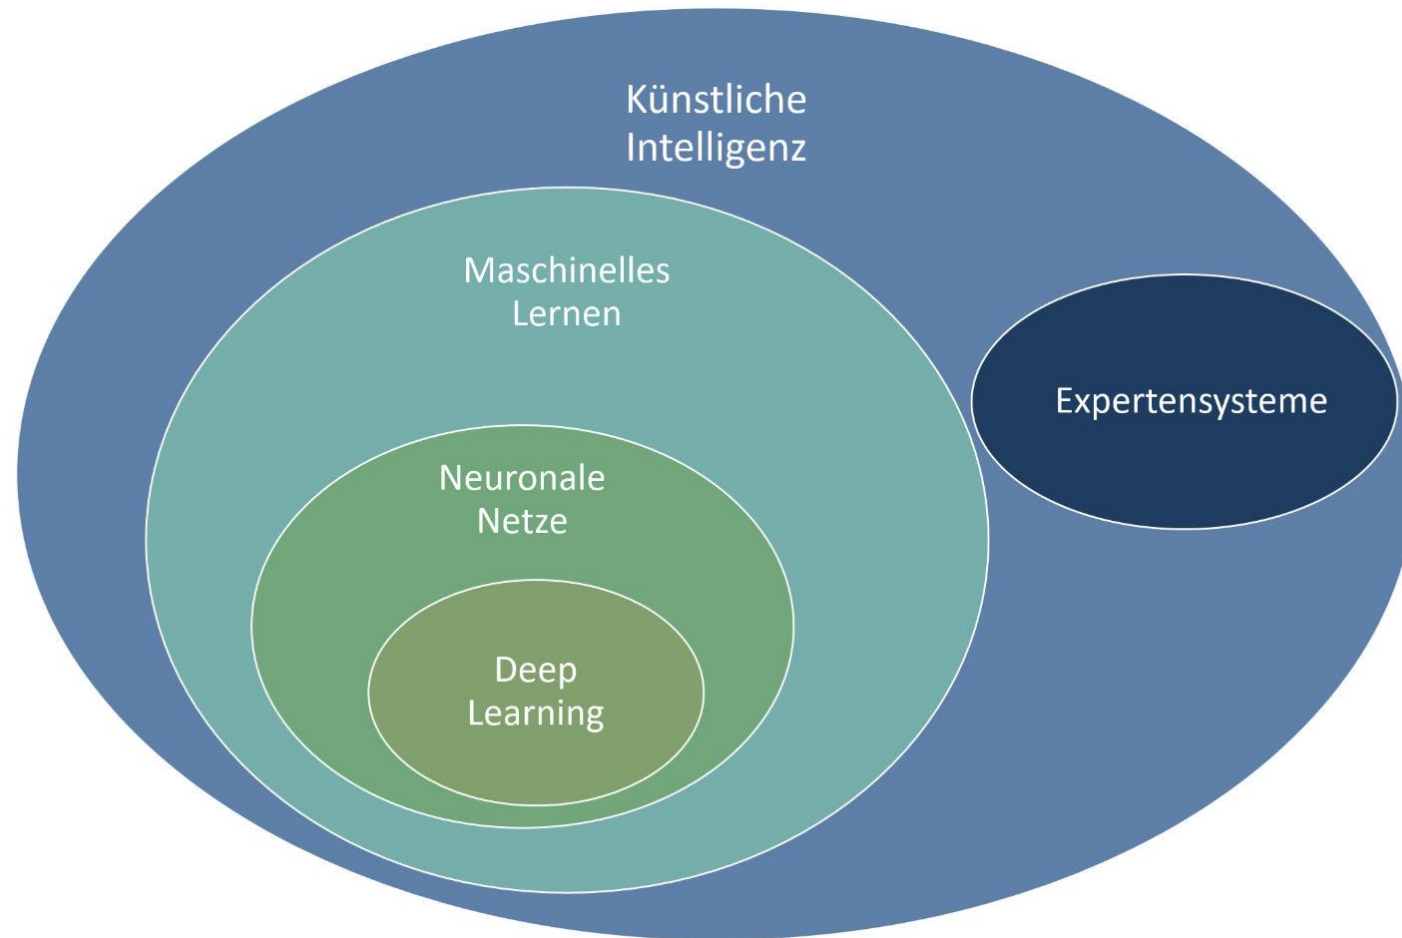 Künstliche
Intelligenz
Maschinelles
Lernen
Expertensysteme
Neuronale
Netze
Deep
Learning